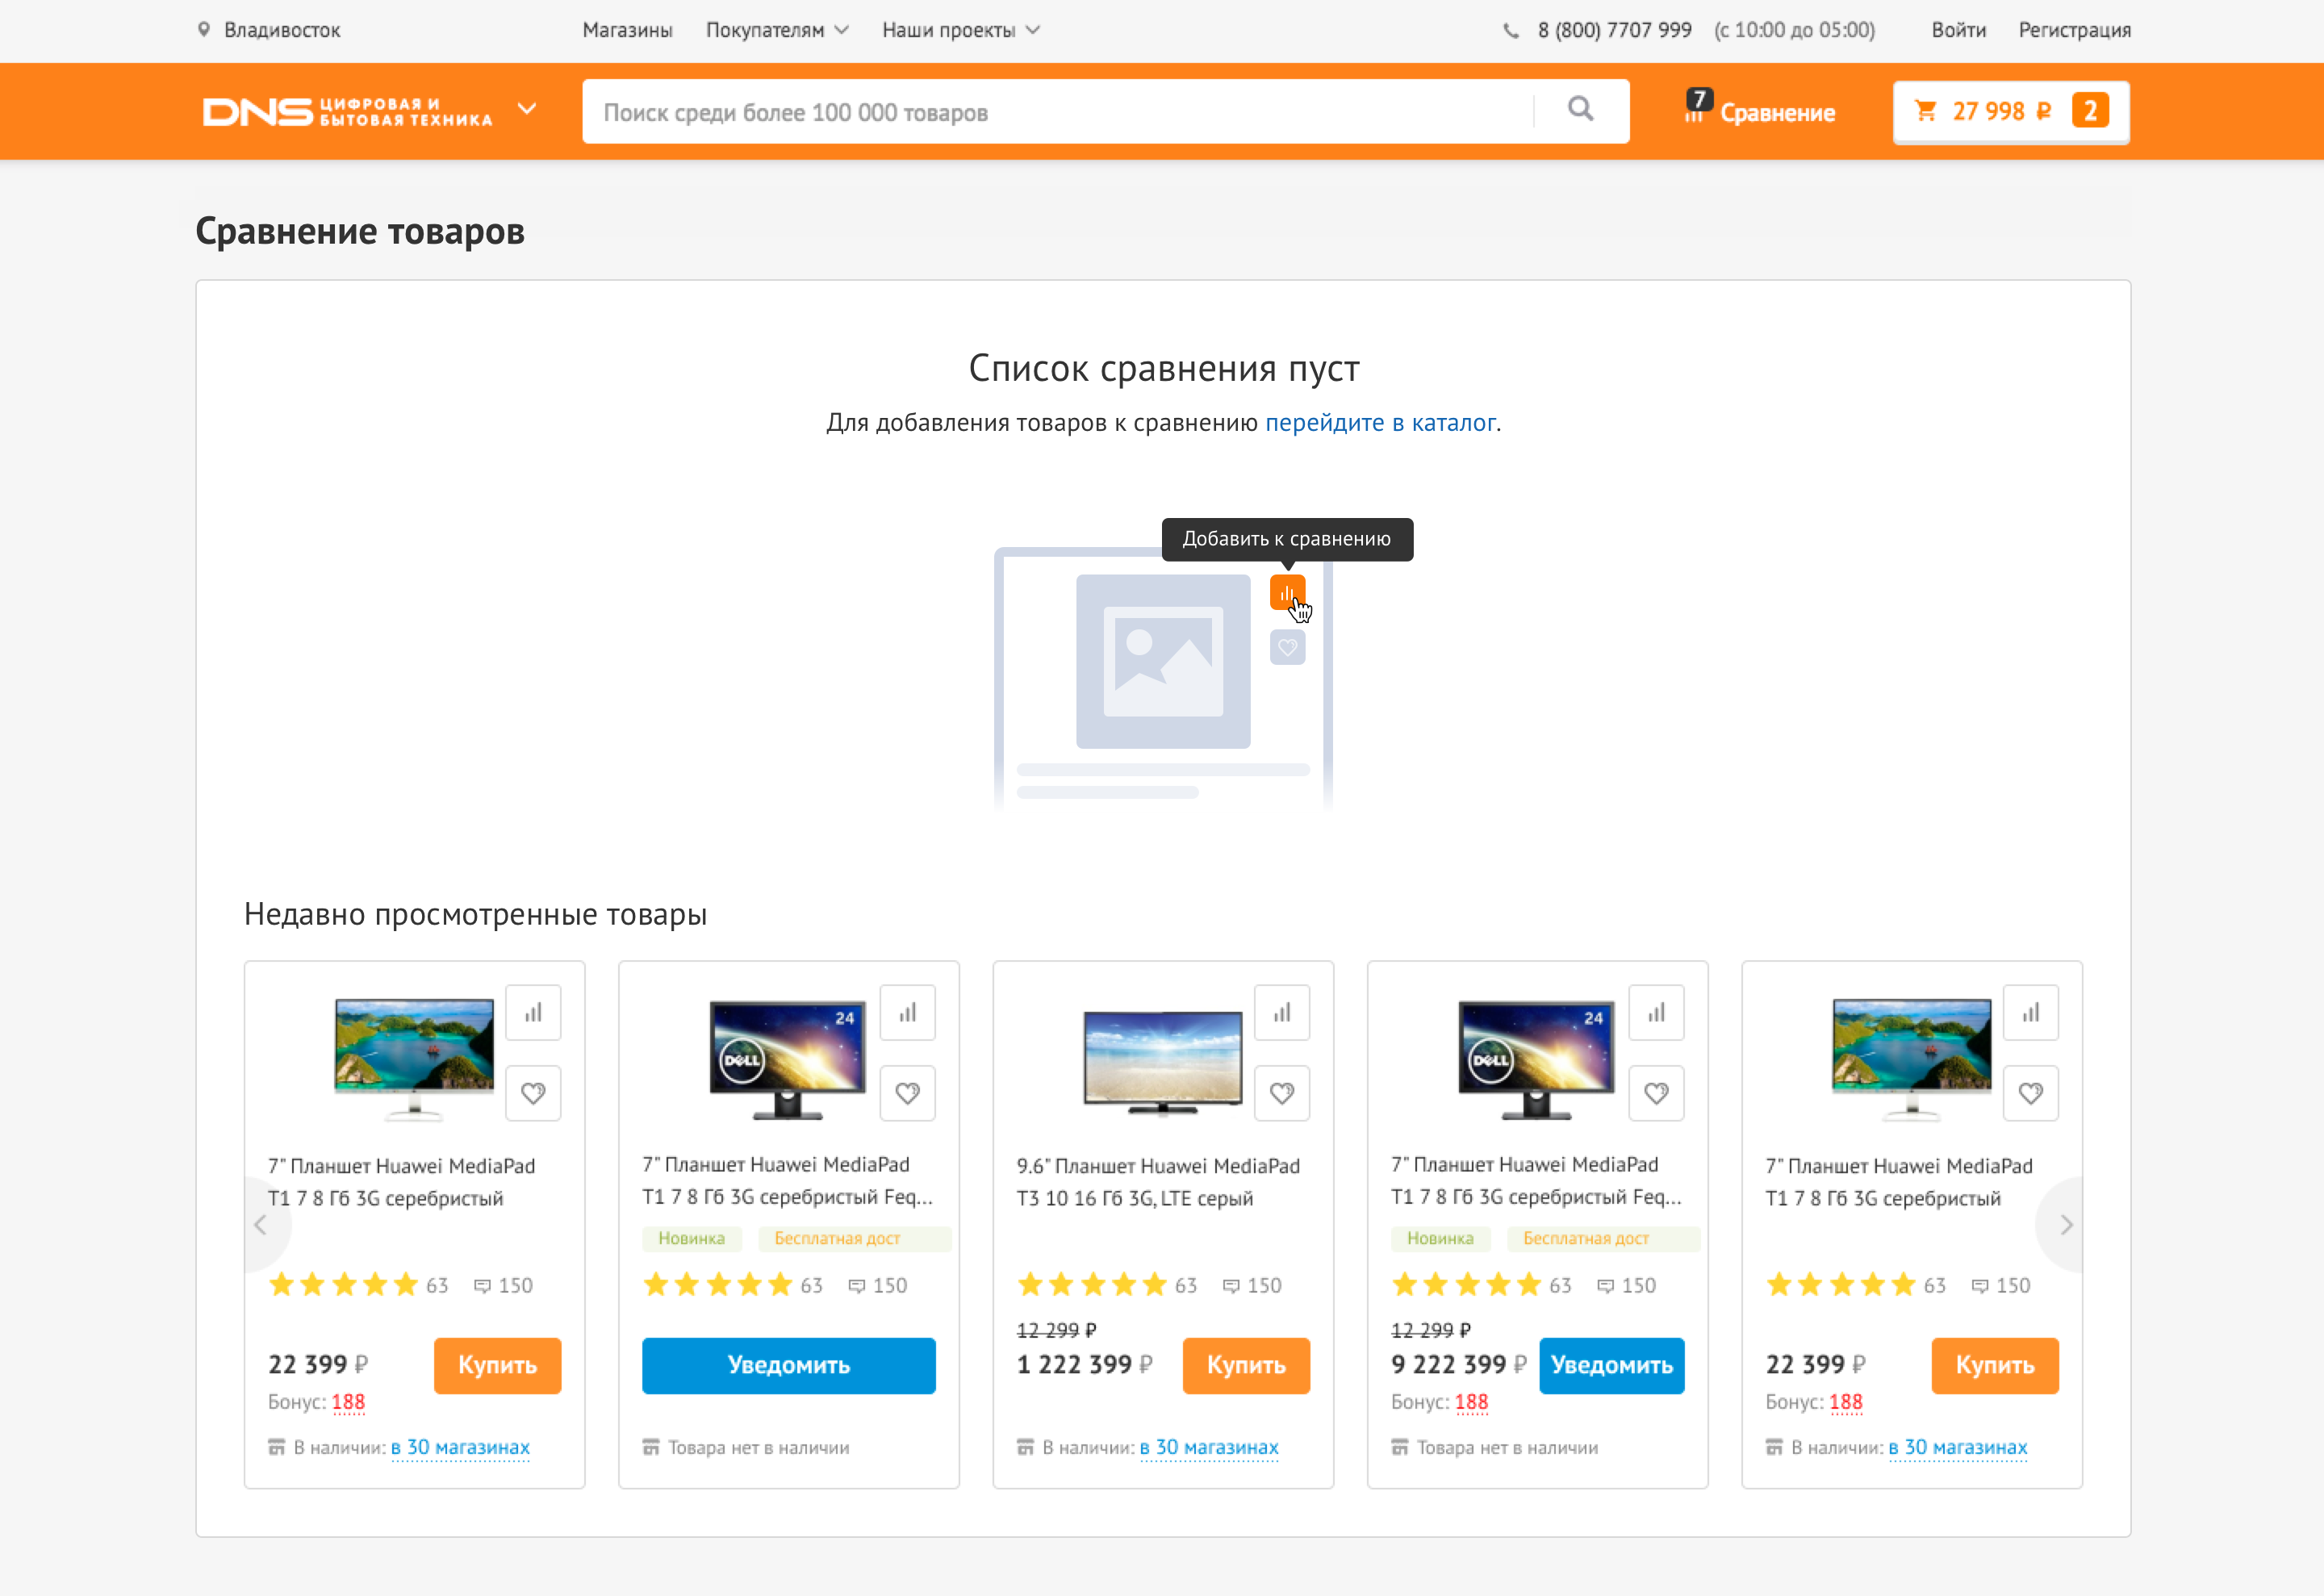 Владивосток
Магазины
Покупателям
Наши проекты
8 (800) 7707 999
(с 10:00 до 05:00)
Войти
Регистрация
DNS ЦИФРОВАЯ И
БЫТОВАЯ ТЕХНИКА
Поиск среди более 100 000 товаров
7
Сравнение
27 998 ₽
2
Сравнение товаров
Список сравнения пуст
Для добавления товаров к сравнению перейдите в каталог.
Добавить к сравнению
Недавно просмотренные товары
7" Планшет Huawei MediaPad
T1 7 8 Гб 3G серебристый
63
150
22 399 ₽
Купить
Бонус: 188
В наличии: в 30 магазинах
24
DELL
7" Планшет Huawei MediaPad
T1 7 8 Гб 3G серебристый Feq...
Новинка
Бесплатная дост
63
150
Уведомить
Товара нет в наличии
9.6" Планшет Huawei MediaPad
T3 10 16 Гб 3G, LTE серый
63
150
12 299 ₽
1 222 399 ₽
Купить
В наличии: в 30 магазинах
24
DELL
7" Планшет Huawei MediaPad
T1 7 8 Гб 3G серебристый Feq...
Новинка
Бесплатная дост
63
150
12 299 ₽
9 222 399 ₽
Уведомить
Бонус: 188
Товара нет в наличии
7" Планшет Huawei MediaPad
T1 7 8 Гб 3G серебристый
63
150
22 399 ₽
Купить
Бонус: 188
В наличии: в 30 магазинах